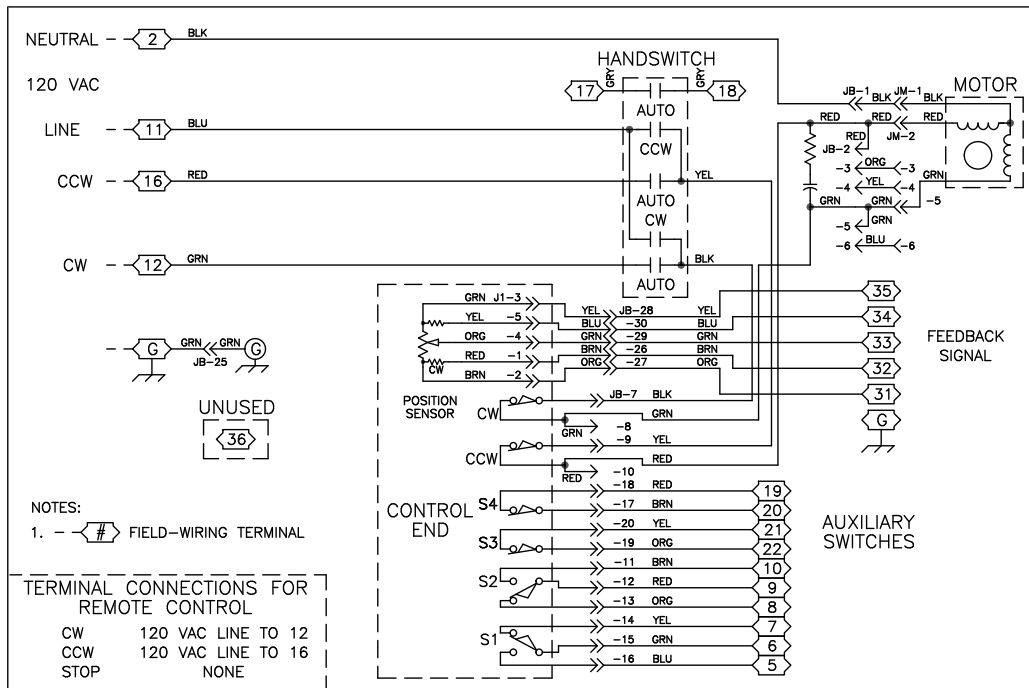 NEUTRAL 2 BLK
120 VAC
LINE 11 BLU
CCW 16 RED
CW 12 GRN
G GRN GRN G
JB-25
UNUSED
36
NOTES:
1. # FIELD-WIRING TERMINAL
TERMINAL CONNECTIONS FOR
REMOTE CONTROL
CW 120 VAC LINE TO 12
CCW 120 VAC LINE TO 16
STOP NONE
HANDSWITCH
17 GRY GRY 18
AUTO
CCW
YEL
AUTO
CW
BLK
AUTO
MOTOR
JB-1 BLK JM-1 BLK
RED RED RED
JM-2
RED
JB-2
-3 ORG -3
-4 YEL -4
GRN
GRN GRN -5
GRN
-5
-6 BLU -6
GRN J1-3 YEL JB-28 YEL 35
YEL -5 BLU -30 BLU 34
ORG -4 GRN -29 GRN 33
RED -1 BRN -26 BRN 32
CW
BRN -2 ORG -27 ORG 31
G
FEEDBACK
SIGNAL
POSITION
SENSOR
CW JB-7 BLK
GRN
GRN -8
CCW -9 YEL
RED
RED -10
CONTROL
END
S4 -18 RED 19
-17 BRN 20
S3 -20 YEL 21
-19 ORG 22
S2 -11 BRN 10
-12 RED 9
-13 ORG 8
S1 -14 YEL 7
-15 GRN 6
-16 BLU 5
AUXILIARY
SWITCHES